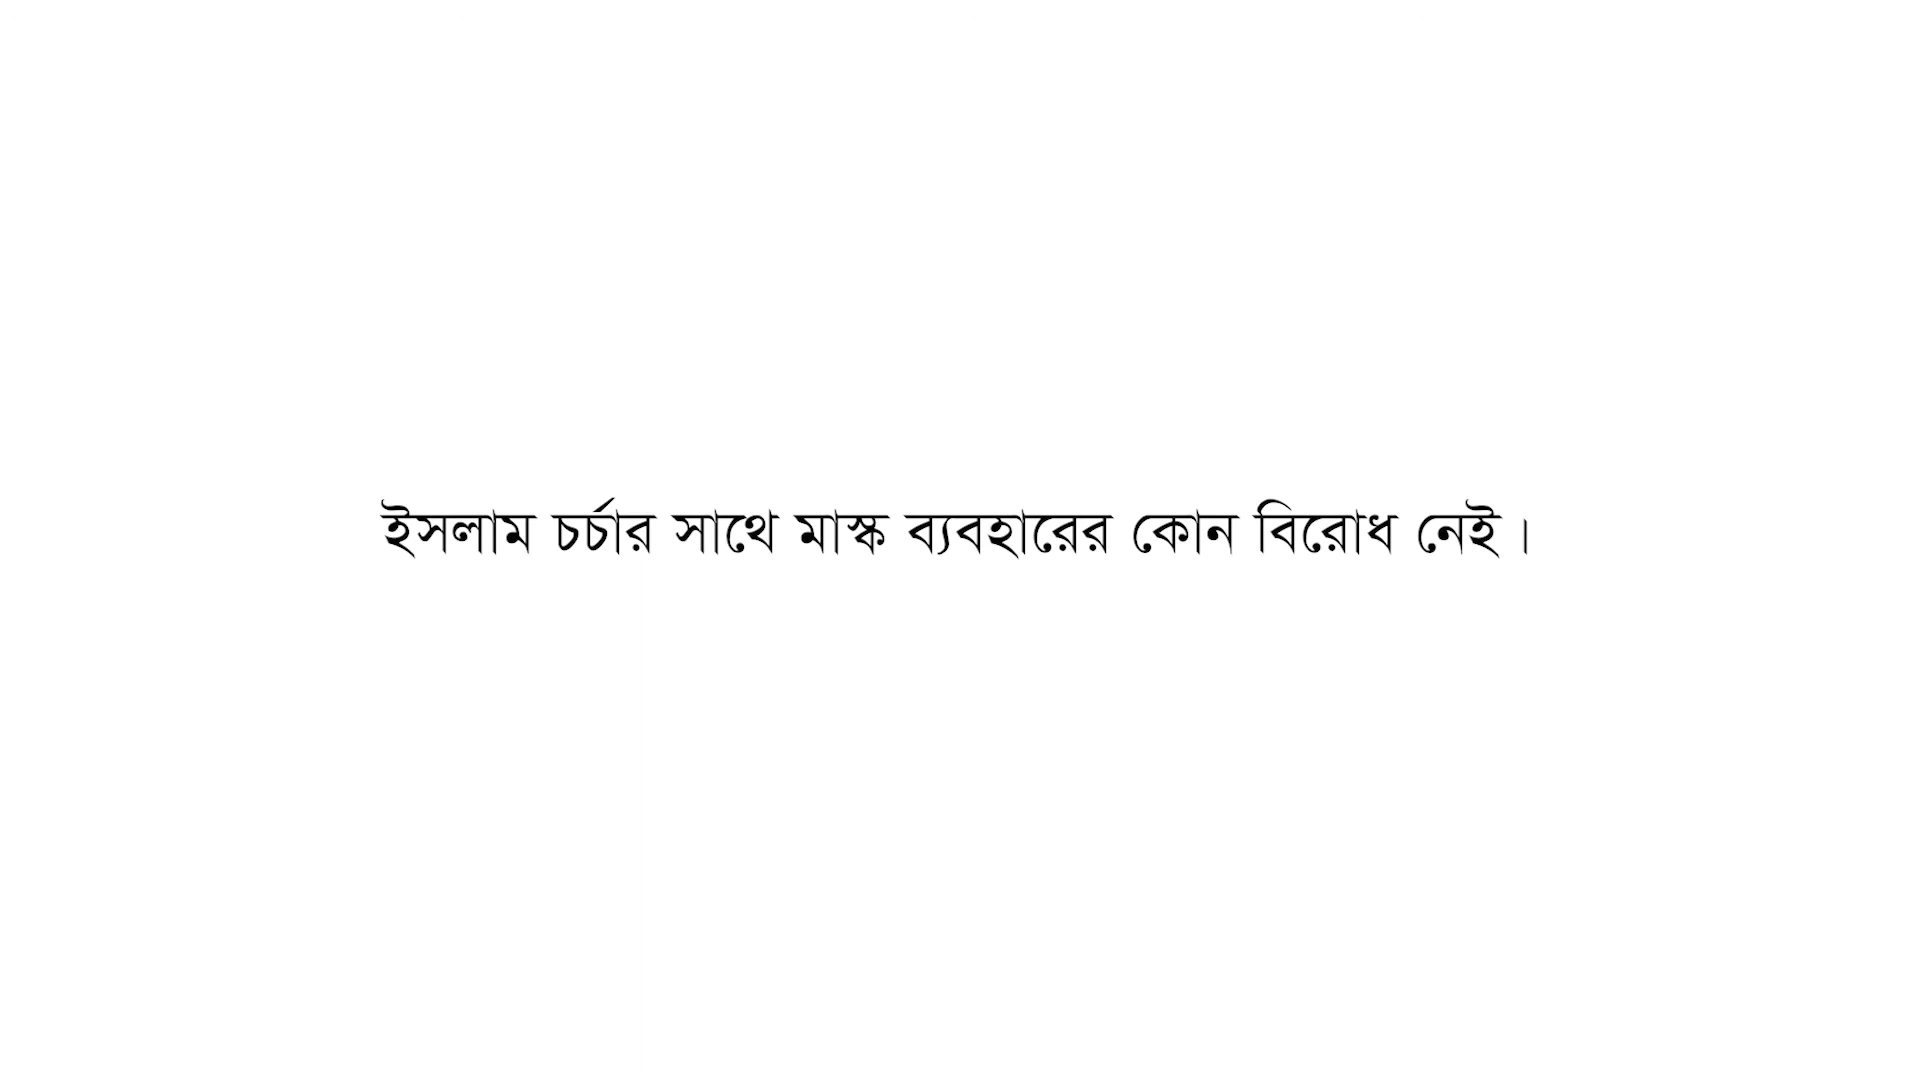 ইসলাম চর্চার সাথে মাস্ক ব্যবহারের কোন বিরোধ নেই।